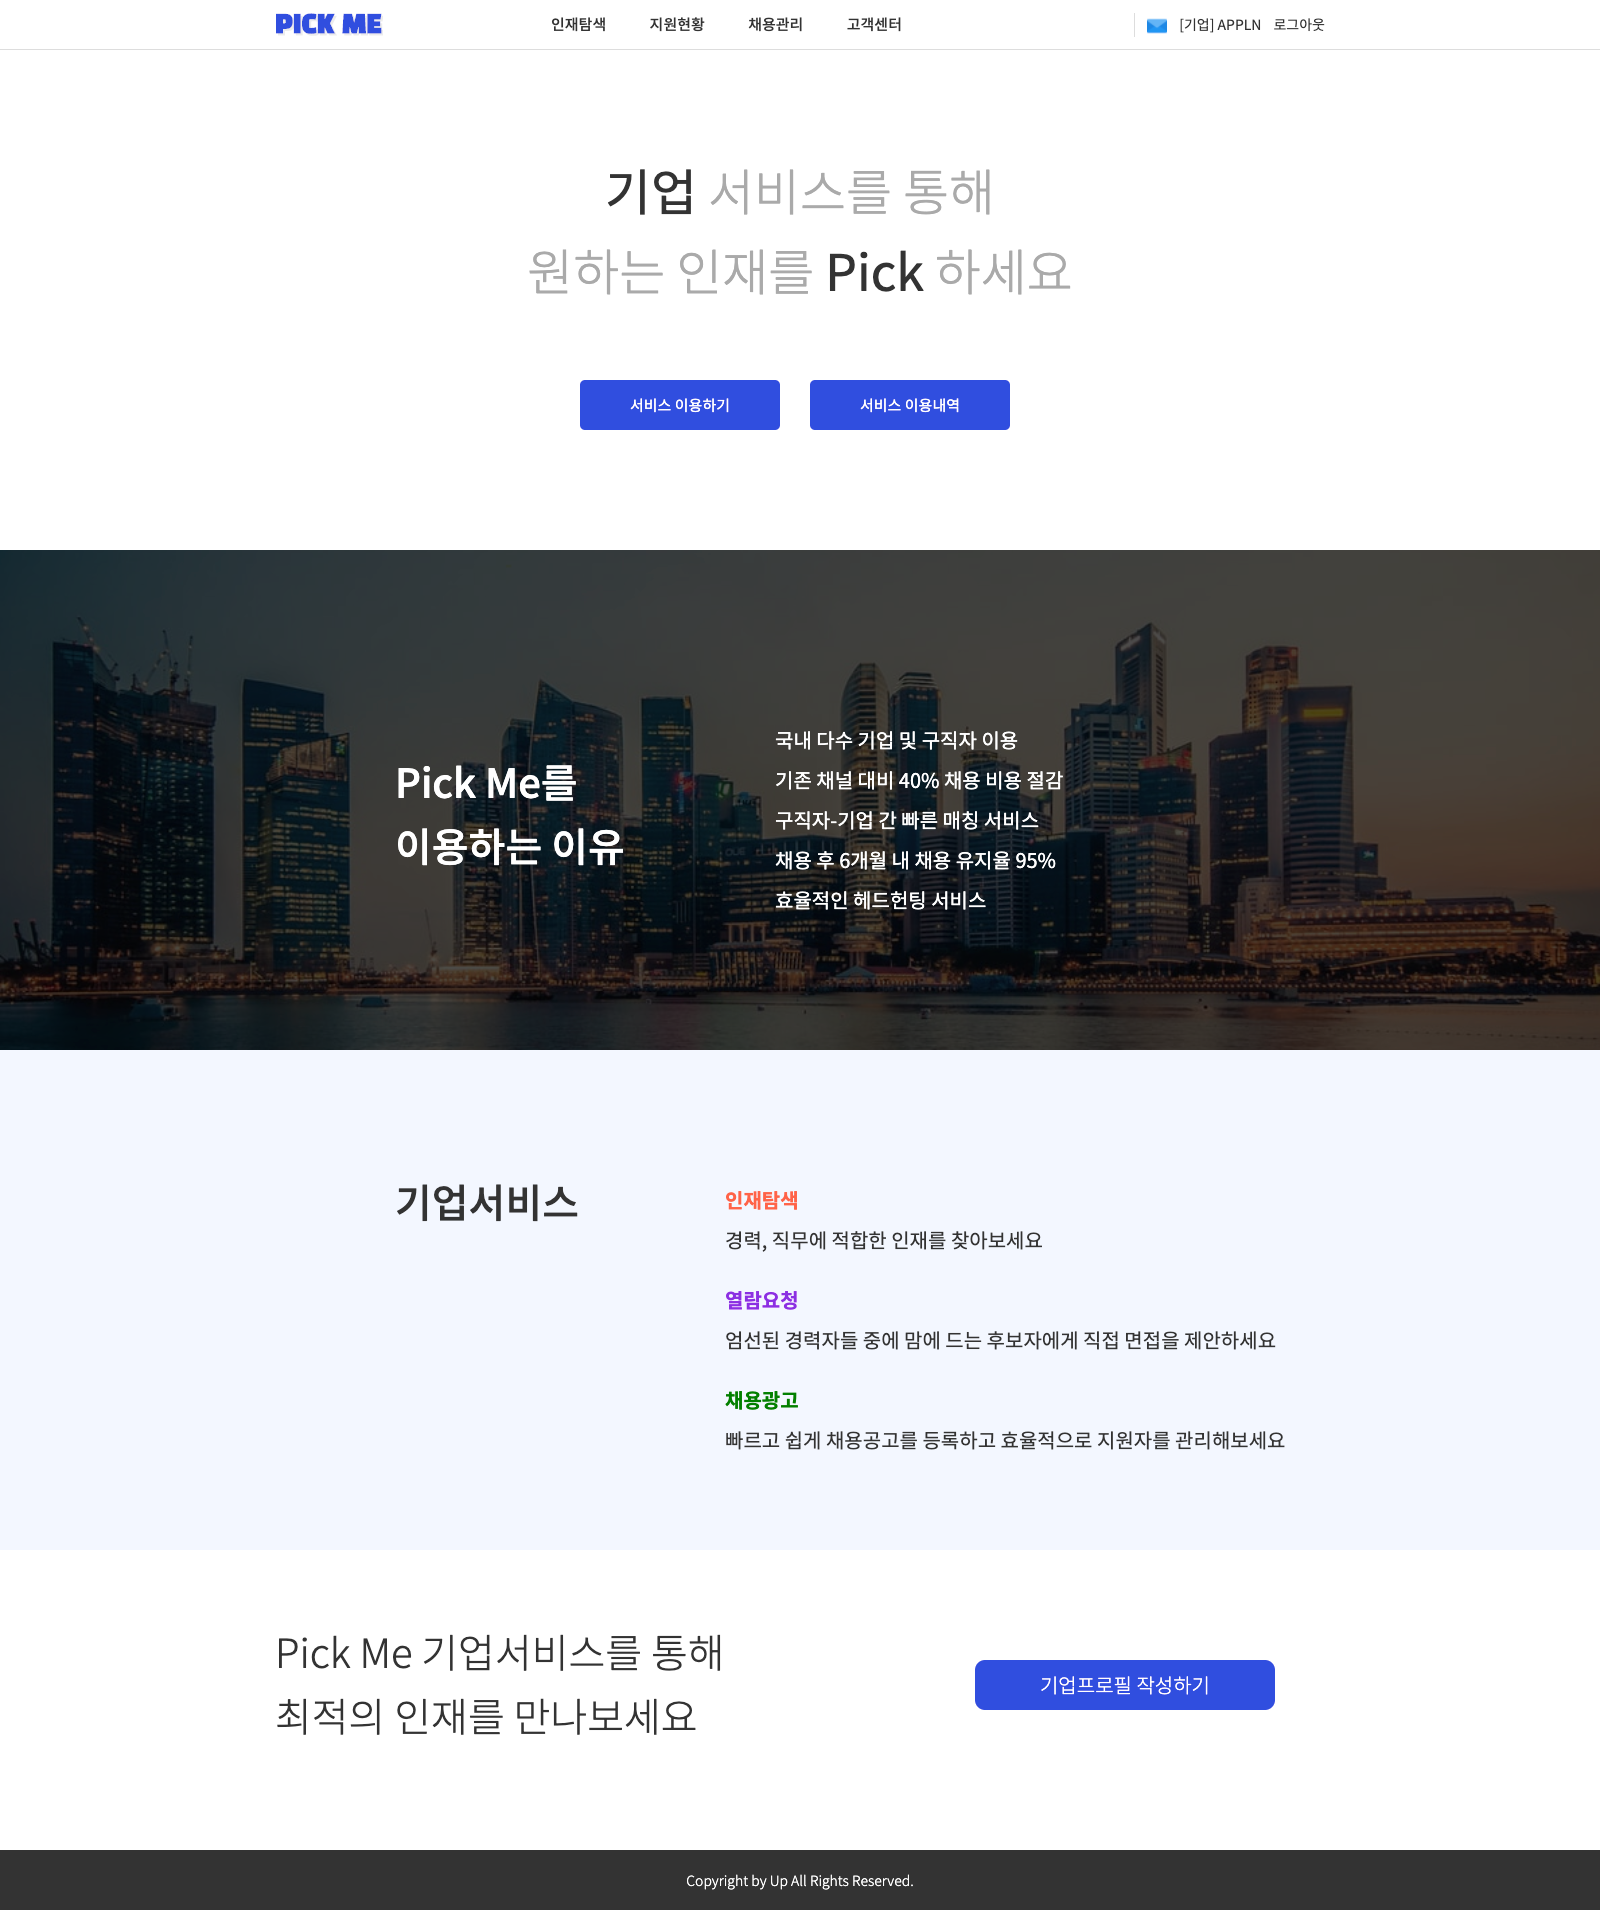 PICK ME
인재탐색 지원현황 채용관리 고객센터
[기업] APPLN 로그아웃
기업 서비스를 통해
원하는 인재를 Pick 하세요
서비스 이용하기 서비스 이용내역
Pick Me를
이용하는 이유
국내 다수 기업 및 구직자 이용
기존 채널 대비 40% 채용 비용 절감
구직자-기업 간 빠른 매칭 서비스
채용 후 6개월 내 채용 유지율 95%
효율적인 헤드헌팅 서비스
기업서비스
인재탐색
경력, 직무에 적합한 인재를 찾아보세요
열람요청
엄선된 경력자들 중에 맘에 드는 후보자에게 직접 면접을 제안하세요
채용광고
빠르고 쉽게 채용공고를 등록하고 효율적으로 지원자를 관리해보세요
Pick Me 기업서비스를 통해
최적의 인재를 만나보세요
기업프로필 작성하기
Copyright by Up All Rights Reserved.